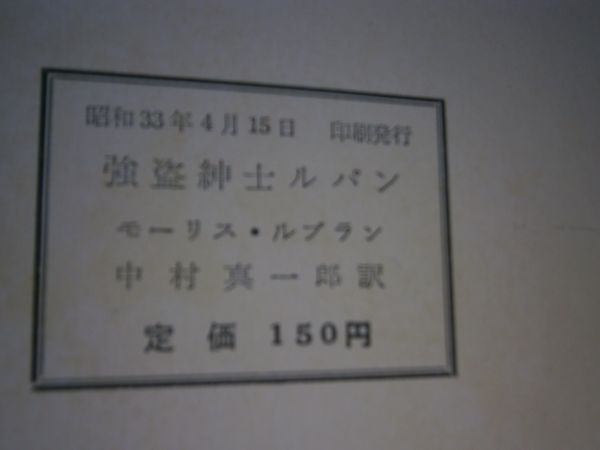 昭和33年4月15日 印刷発行
強盗紳士ルパン
モーリス・ルブラン
中村真一郎訳
定価 150円